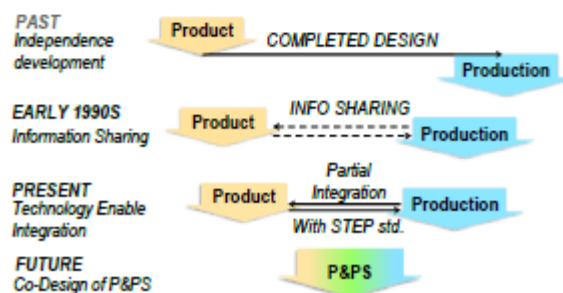 PAST
Independence
development
Product
COMPLETED DESIGN
Production
EARLY 1990S
Information Sharing
Product
INFO SHARING
Production
PRESENT
Technology Enable
Integration
Product
Partial
Integration
With STEP std.
Production
FUTURE
Co-Design of P&PS
P&PS